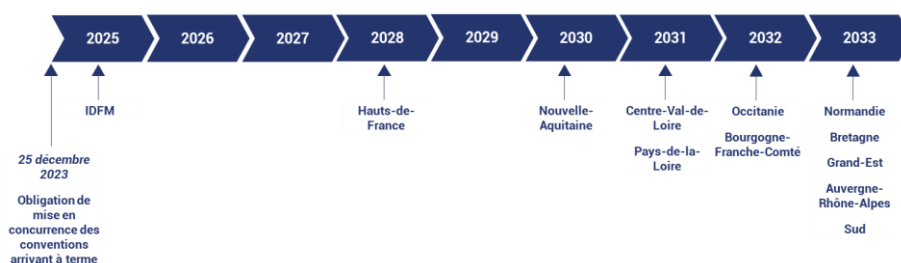 2025
2026
2027
2028
2029
2030
2031
2032
2033
25 décembre
2023
Obligation de
mise en
concurrence des
conventions
arrivant à terme
IDFM
Hauts-de-
France
Nouvelle-
Aquitaine
Centre-Val-de-
Loire
Pays-de-la-
Loire
Occitanie
Bourgogne-
Franche-Comté
Normandie
Bretagne
Grand-Est
Auvergne-
Rhône-Alpes
Sud